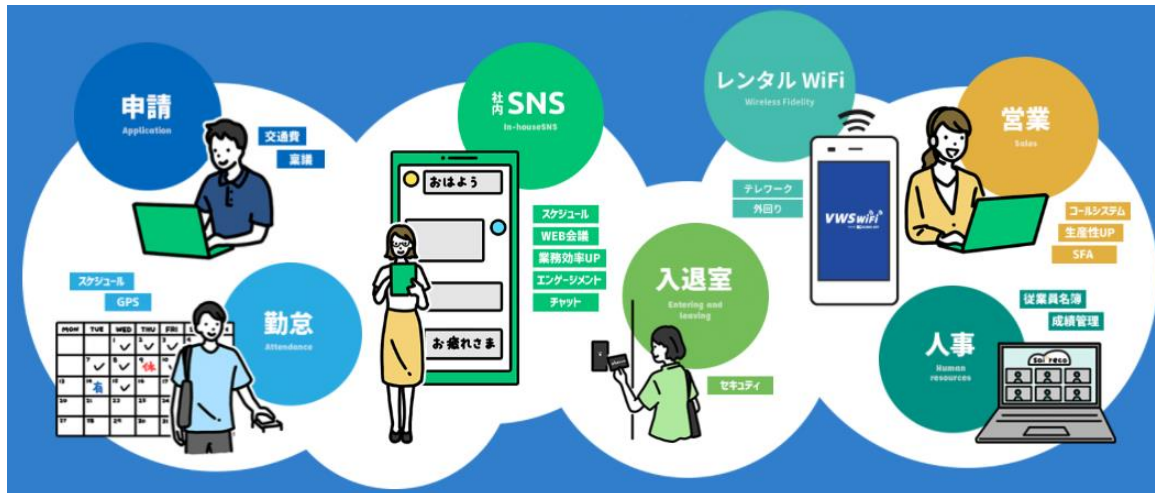 申請
Application
交通費
稟議
スケジュール
GPS
勤怠
Attendance
MON TUE WED THU FRI
休
有
社内SNS
In-houseSNS
おはよう
お疲れさま
スケジュール
WEB会議
業務効率UP
エンゲージメント
チャット
レンタル WiFi
Wireless Fidelity
テレワーク
外回り
VWSWiFi
入退室
Entering and
leaving
セキュリティ
営業
Sales
コールシステム
生産性UP
SFA
人事
Human
resources
従業員名簿
成績管理